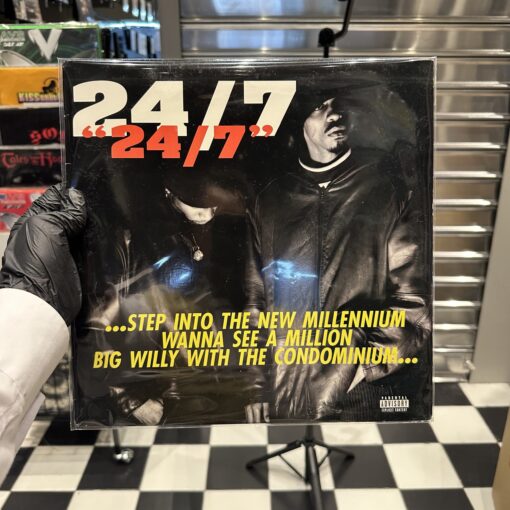 24/7
“24/7”
...STEP INTO THE NEW MILLENNIUM
WANNA SEE A MILLION
BIG WILLY WITH THE CONDOMINIUM...
PARENTAL
ADVISORY
EXPLICIT CONTENT